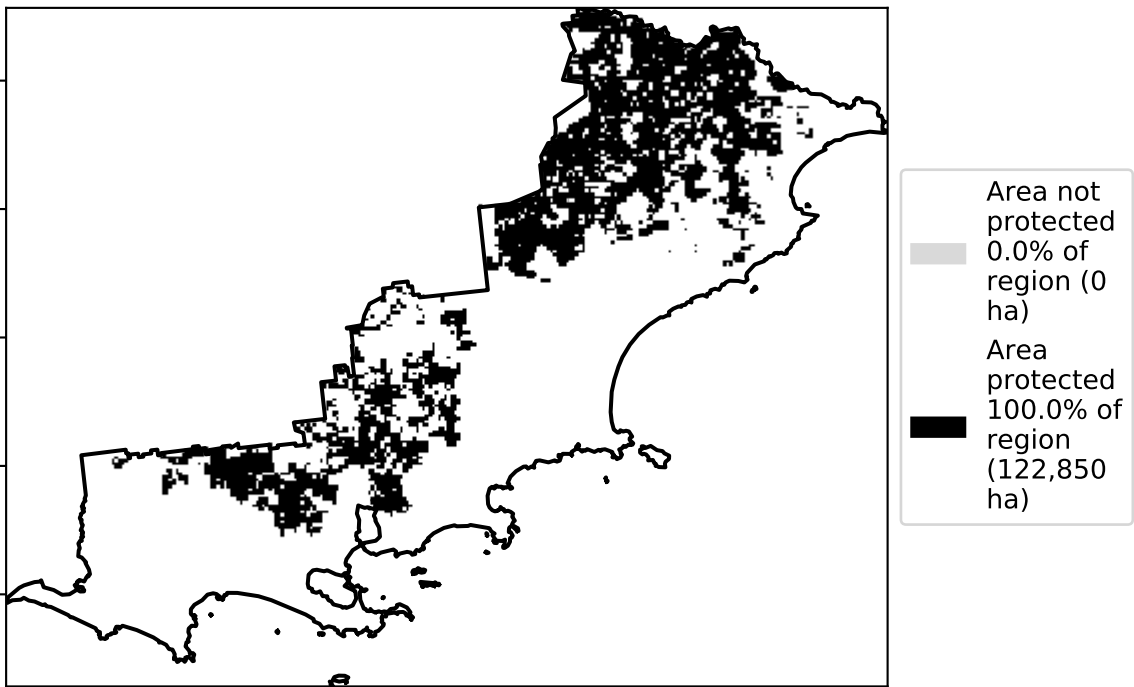 Area not
protected
0.0% of
region (0
ha)
Area
protected
100.0% of
region
(122,850
ha)